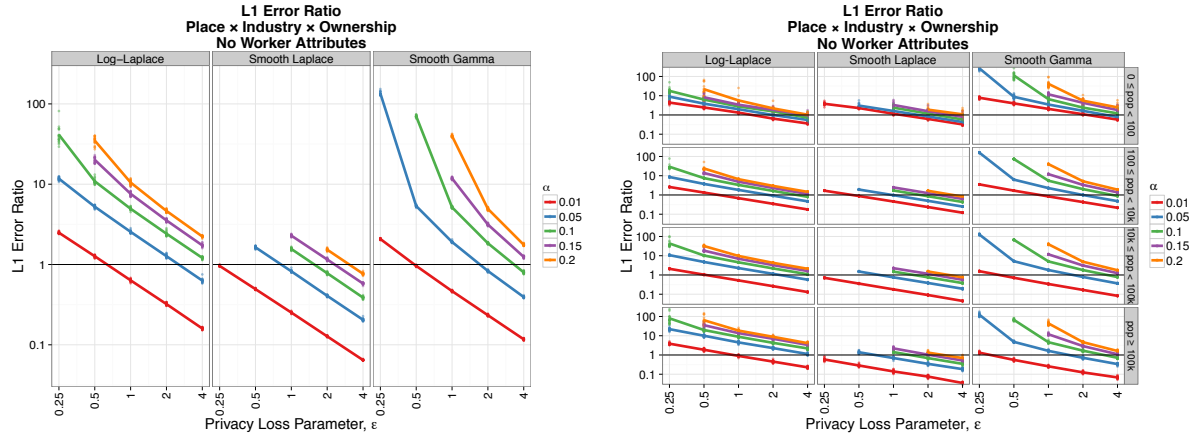 L1 Error Ratio
Place × Industry × Ownership
No Worker Attributes
Log−Laplace
Smooth Laplace
Smooth Gamma
L1 Error Ratio
100
10
1
0.1
0.25
0.5
1
2
4
0.25
0.5
1
2
4
0.25
0.5
1
2
4
Privacy Loss Parameter, ε
α
0.01
0.05
0.1
0.15
0.2
L1 Error Ratio
Place × Industry × Ownership
No Worker Attributes
Log−Laplace
Smooth Laplace
Smooth Gamma
L1 Error Ratio
100
10
1
0.1
0 ≤ pop < 100
100
10
1
0.1
100 ≤ pop < 10k
100
10
1
0.1
10k ≤ pop < 100k
100
10
1
0.1
pop ≥ 100k
0.25
0.5
1
2
4
0.25
0.5
1
2
4
0.25
0.5
1
2
4
Privacy Loss Parameter, ε
α
0.01
0.05
0.1
0.15
0.2